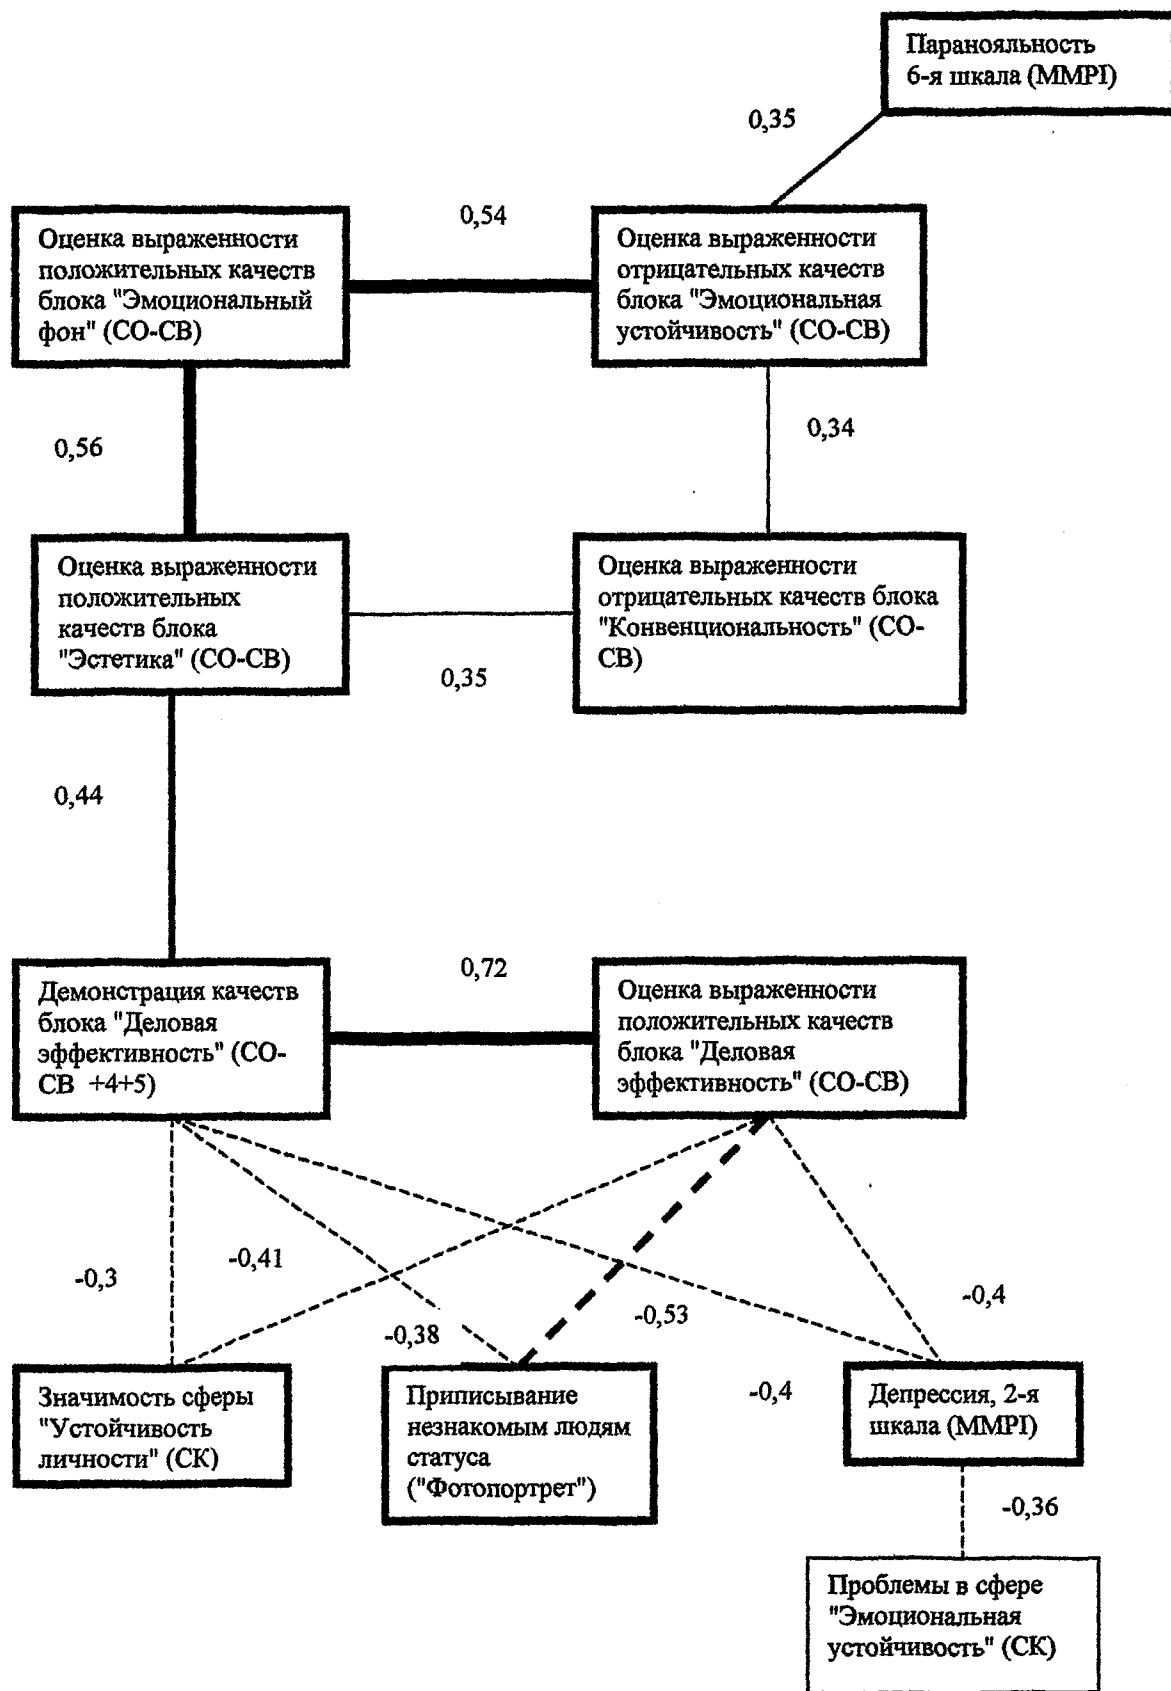 Паранояльность
6-я шкала (MMPI)
0,35
0,54
Оценка выраженности
положительных качеств
блока "Эмоциональный
фон" (СО-СВ)
Оценка выраженности
отрицательных качеств
блока "Эмоциональная
устойчивость" (СО-СВ)
0,56
0,34
Оценка выраженности
положительных
качеств блока
"Эстетика" (СО-СВ)
Оценка выраженности
отрицательных качеств блока
"Конвенциональность" (СО-
СВ)
0,35
0,44
0,72
Демонстрация качеств
блока "Деловая
эффективность" (СО-
СВ +4+5)
Оценка выраженности
положительных качеств
блока "Деловая
эффективность" (СО-СВ)
-0,3
-0,41
-0,38
-0,53
-0,4
-0,4
Значимость сферы
"Устойчивость
личности" (СК)
Приписывание
незнакомым людям
статуса
("Фотопортрет")
Депрессия, 2-я
шкала (MMPI)
-0,36
Проблемы в сфере
"Эмоциональная
устойчивость" (СК)